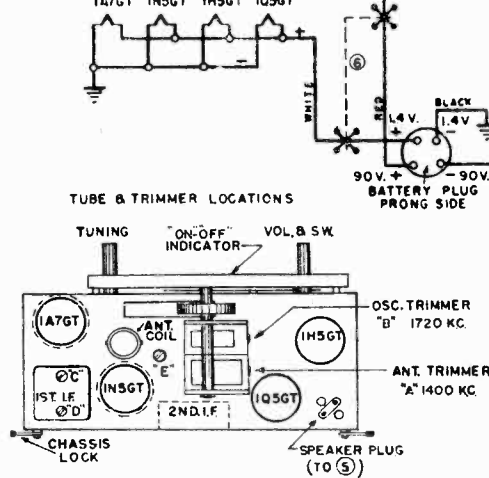 1A7GT 1N5GT 1H5GT 1Q5GT
+
-
WHITE
6
RED
BLACK
1.4V. 1.4V
+ -
90V. + - 90V.
BATTERY PLUG
PRONG SIDE
TUBE & TRIMMER LOCATIONS
TUNING "ON-OFF" INDICATOR VOL. & SW.
OSC. TRIMMER
"B" 1720 KC.
1A7GT
ANT. COIL
1H5GT
"E"
ANT. TRIMMER
"A" 1400 KC.
"C"
1ST. I.F.
"D"
1N5GT
1Q5GT
2ND. I.F.
CHASSIS
LOCK
SPEAKER PLUG
(TO 5)